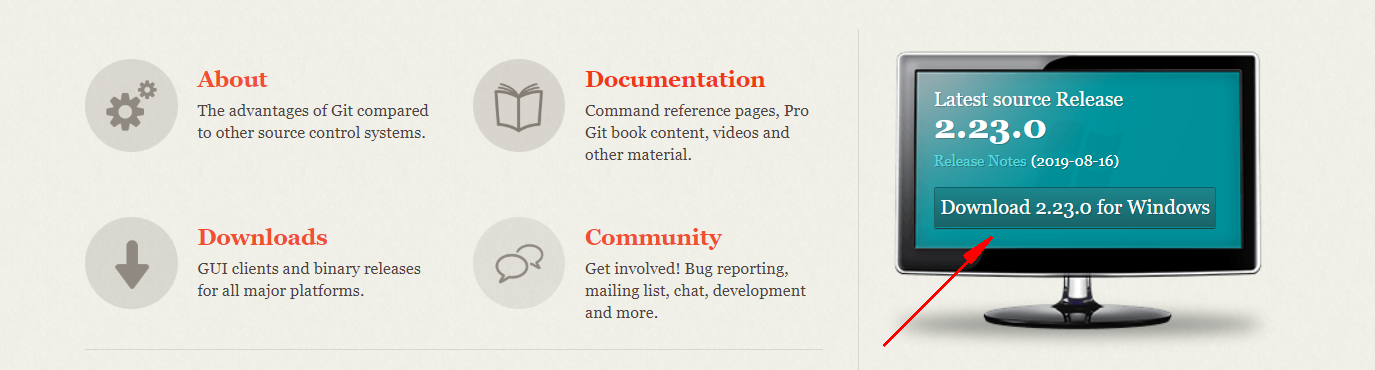 About
The advantages of Git compared
to other source control systems.
Documentation
Command reference pages, Pro
Git book content, videos and
other material.
Downloads
GUI clients and binary releases
for all major platforms.
Community
Get involved! Bug reporting,
mailing list, chat, development
and more.
Latest source Release
2.23.0
Release Notes (2019-08-16)
Download 2.23.0 for Windows